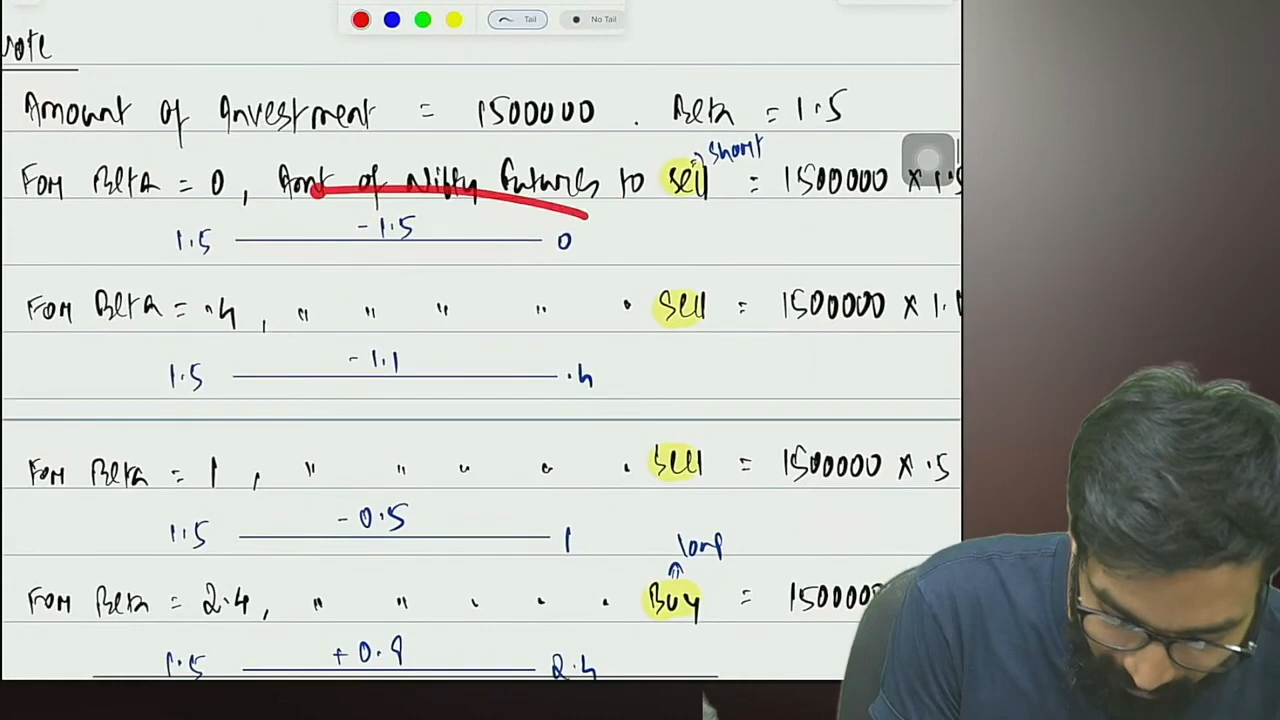 Tail
No Tail
Note
Amount of Investment = 1500000 . Beta = 1.5
⇒ short
For Beta = 0, Amt of Nifty Futures to sell = 1500000 × 1.5
1.5 -1.5 0
For Beta = .4, " " " " . Sell = 1500000 × 1.1
1.5 -1.1 .4
For Beta = 1, " " " " . Sell = 1500000 × .5
1.5 -0.5 1
long
For Beta = 2.4, " " " " . Buy = 1500000
1.5 +0.9 2.4